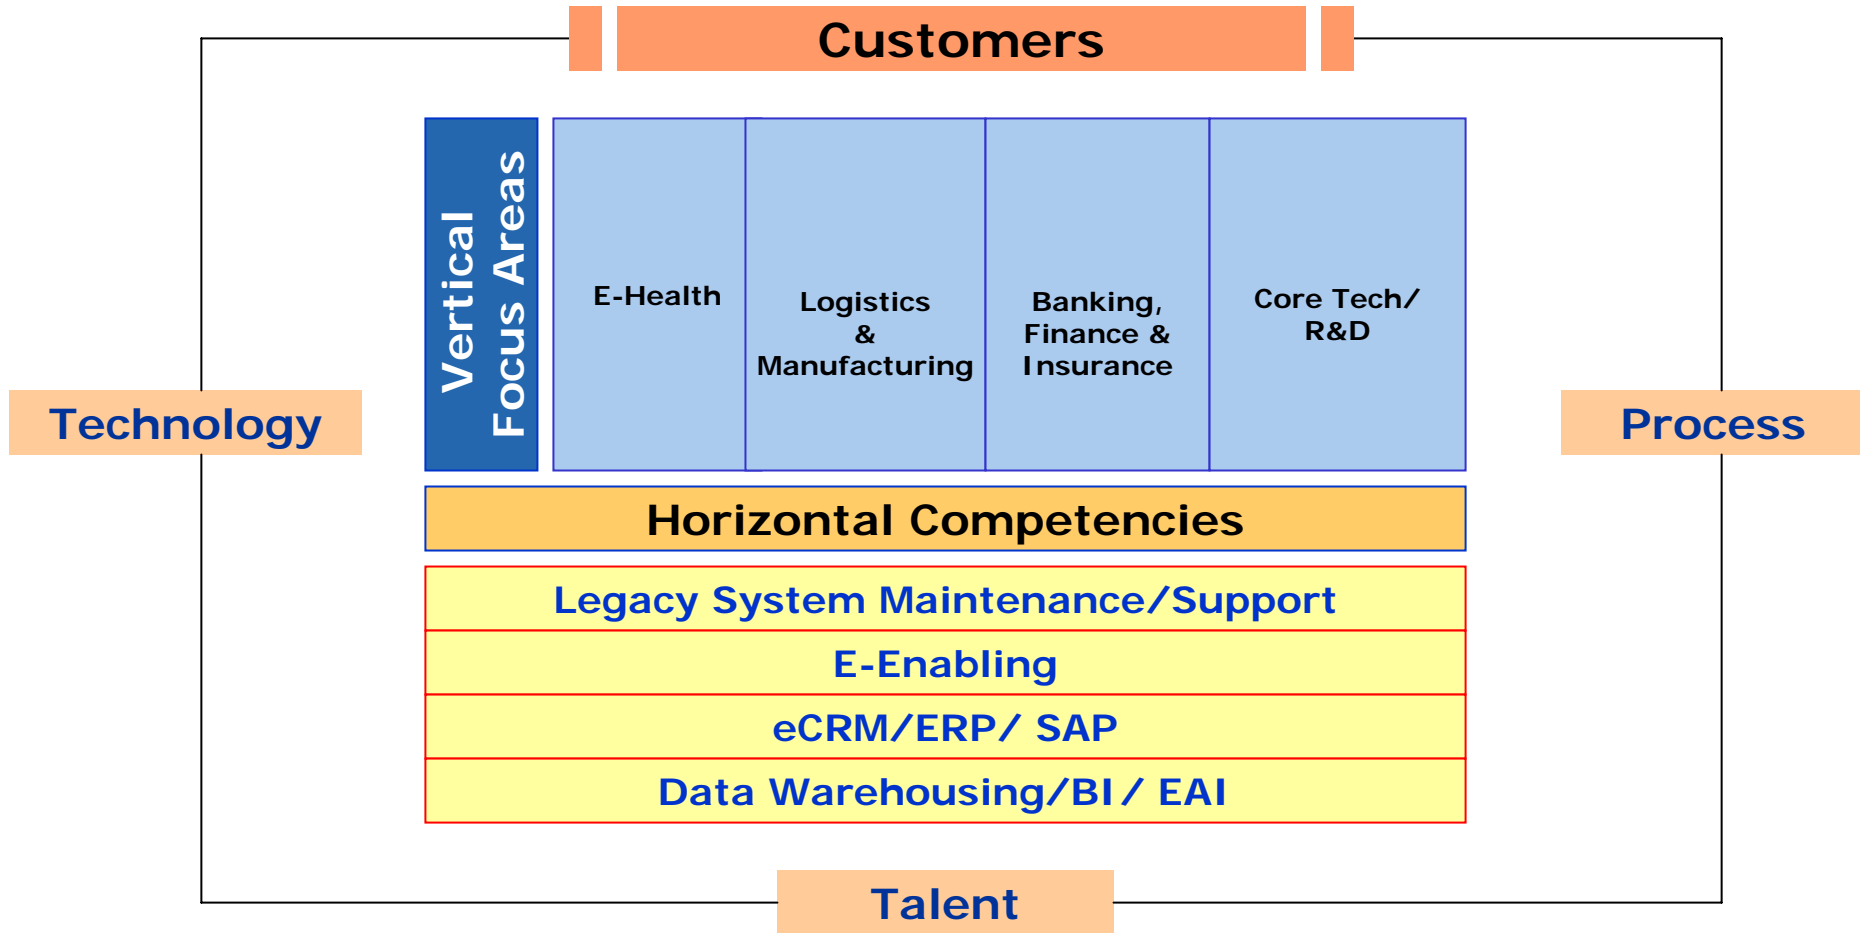 Customers
Vertical
Focus Areas
E-Health
Logistics
&
Manufacturing
Banking,
Finance &
Insurance
Core Tech/
R&D
Technology
Process
Horizontal Competencies
Legacy System Maintenance/Support
E-Enabling
eCRM/ERP/ SAP
Data Warehousing/BI/ EAI
Talent